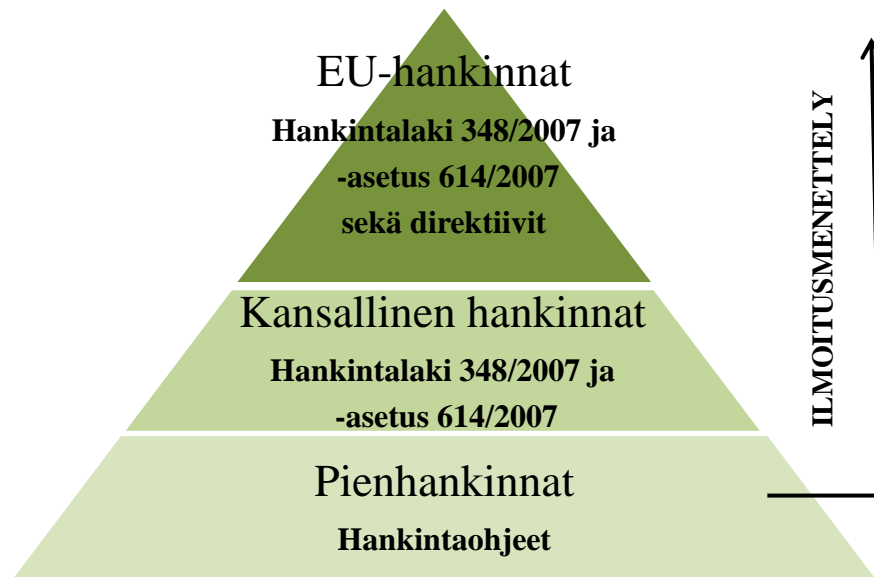 EU-hankinnat
Hankintalaki 348/2007 ja
-asetus 614/2007
sekä direktiivit
Kansallinen hankinnat
Hankintalaki 348/2007 ja
-asetus 614/2007
Pienhankinnat
Hankintaohjeet
ILMOITUSMENETTELY